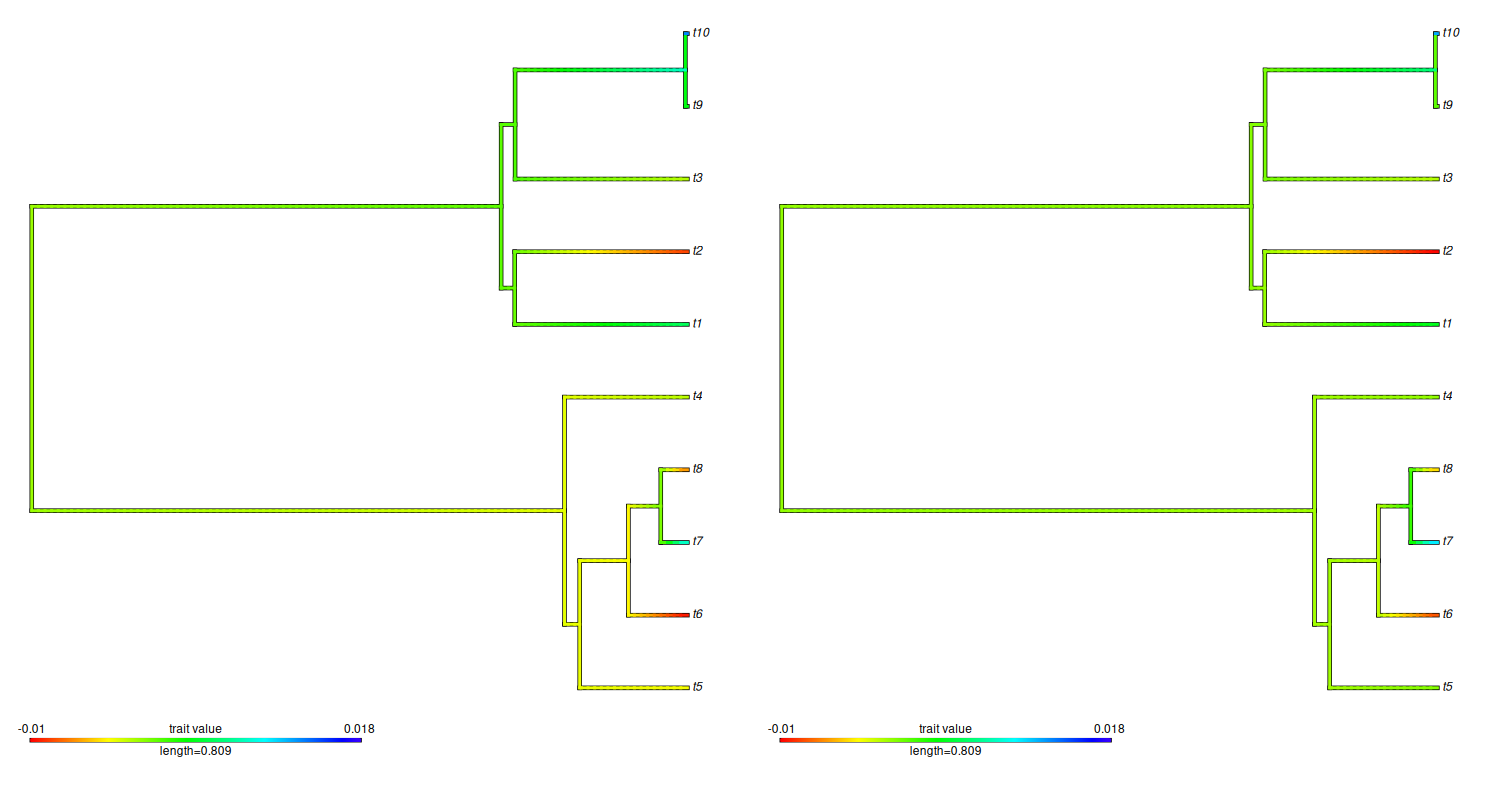 t10
t9
t3
t2
t1
t4
t8
t7
t6
t5
-0.01 trait value 0.018
length=0.809
t10
t9
t3
t2
t1
t4
t8
t7
t6
t5
-0.01 trait value 0.018
length=0.809